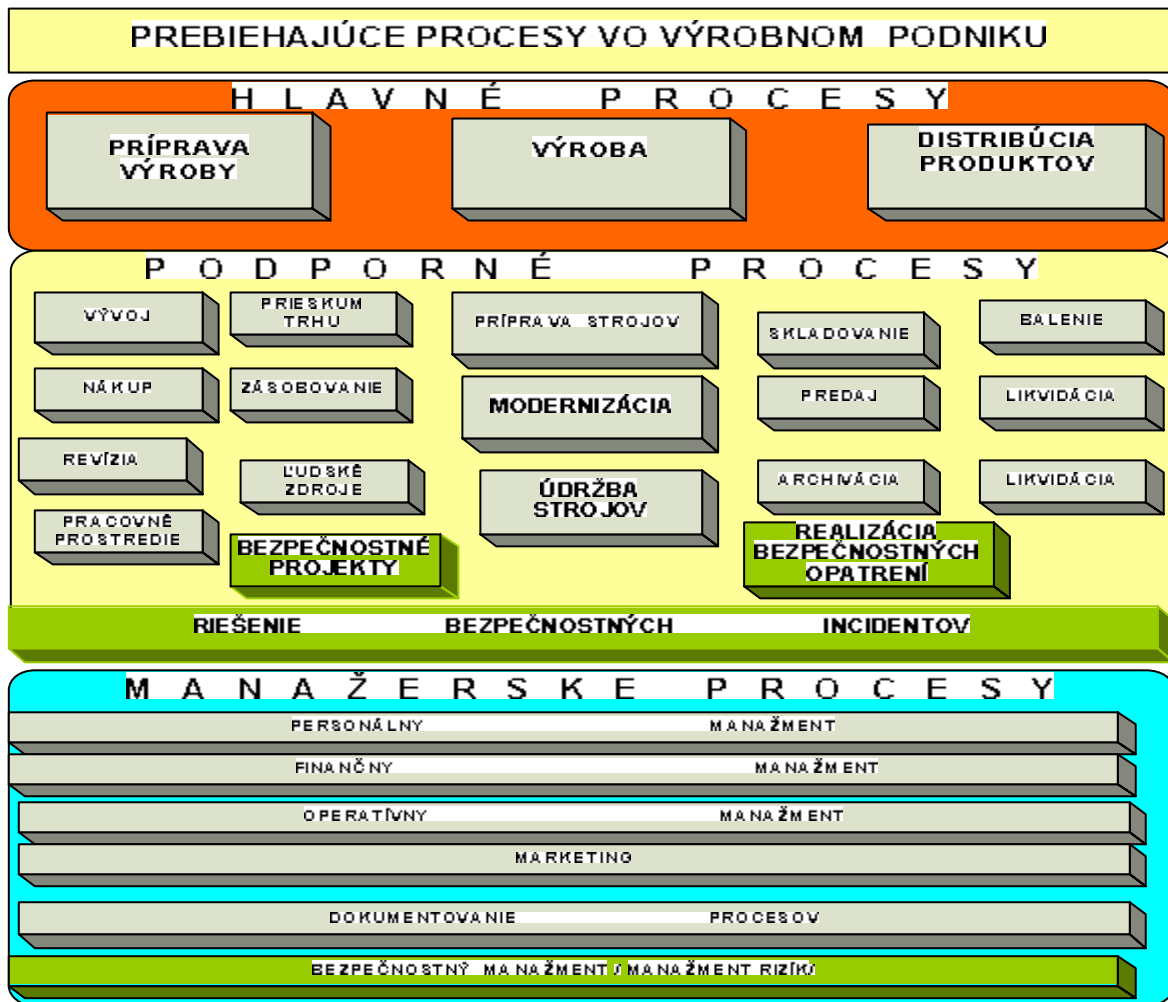 PREBIEHAJÚCE PROCESY VO VÝROBNOM PODNIKU
HLAVNÉ PROCESY
PRÍPRAVA
VÝROBY
VÝROBA
DISTRIBÚCIA
PRODUKTOV
PODPORNÉ PROCESY
VÝVOJ
PRIESKUM
TRHU
PRÍPRAVA STROJOV
SKLADOVANIE
BALENIE
NÁKUP
ZÁSOBOVANIE
MODERNIZÁCIA
PREDAJ
LIKVIDÁCIA
REVÍZIA
ĽUDSKÉ
ZDROJE
ÚDRŽBA
STROJOV
ARCHIVÁCIA
LIKVIDÁCIA
PRACOVNÉ
PROSTREDIE
BEZPEČNOSTNÉ
PROJEKTY
REALIZÁCIA
BEZPEČNOSTNÝCH
OPATRENÍ
RIEŠENIE BEZPEČNOSTNÝCH INCIDENTOV
MANAŽERSKE PROCESY
PERSONÁLNY MANAŽMENT
FINANČNY MANAŽMENT
OPERATÍVNY MANAŽMENT
MARKETING
DOKUMENTOVANIE PROCESOV
BEZPEČNOSTNÝ MANAŽMENT ( MANAŽMENT RIZÍK)